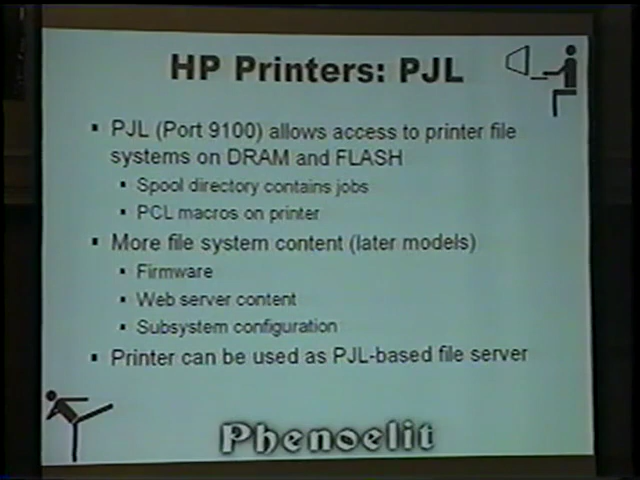 HP Printers: PJL
▪ PJL (Port 9100) allows access to printer file
systems on DRAM and FLASH
▪ Spool directory contains jobs
▪ PCL macros on printer
▪ More file system content (later models)
▪ Firmware
▪ Web server content
▪ Subsystem configuration
▪ Printer can be used as PJL-based file server
Phenoelit